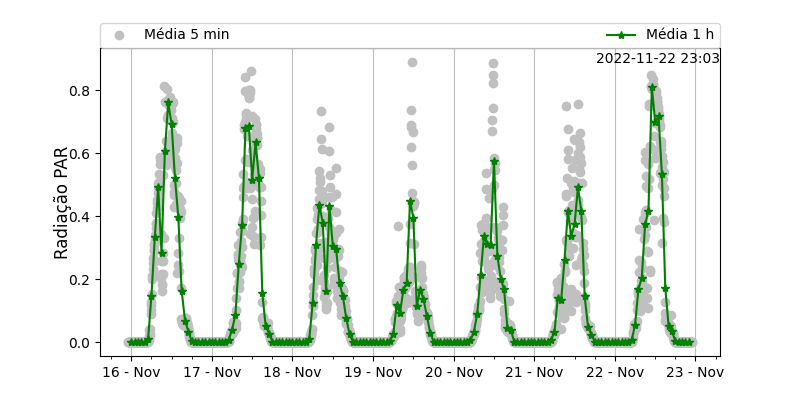 Média 5 min Média 1 h
2022-11-22 23:03
Radiação PAR
0.8
0.6
0.4
0.2
0.0
16 - Nov 17 - Nov 18 - Nov 19 - Nov 20 - Nov 21 - Nov 22 - Nov 23 - Nov